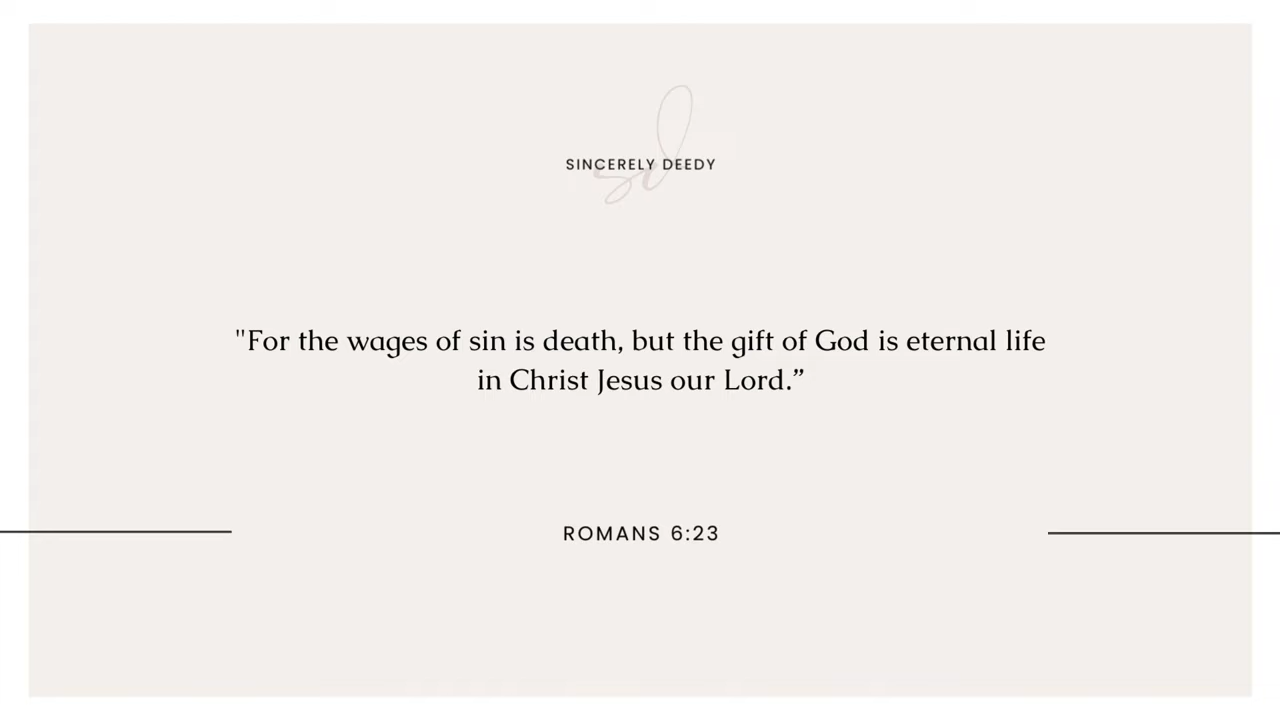 sd
SINCERELY DEEDY
"For the wages of sin is death, but the gift of God is eternal life
in Christ Jesus our Lord.”
ROMANS 6:23